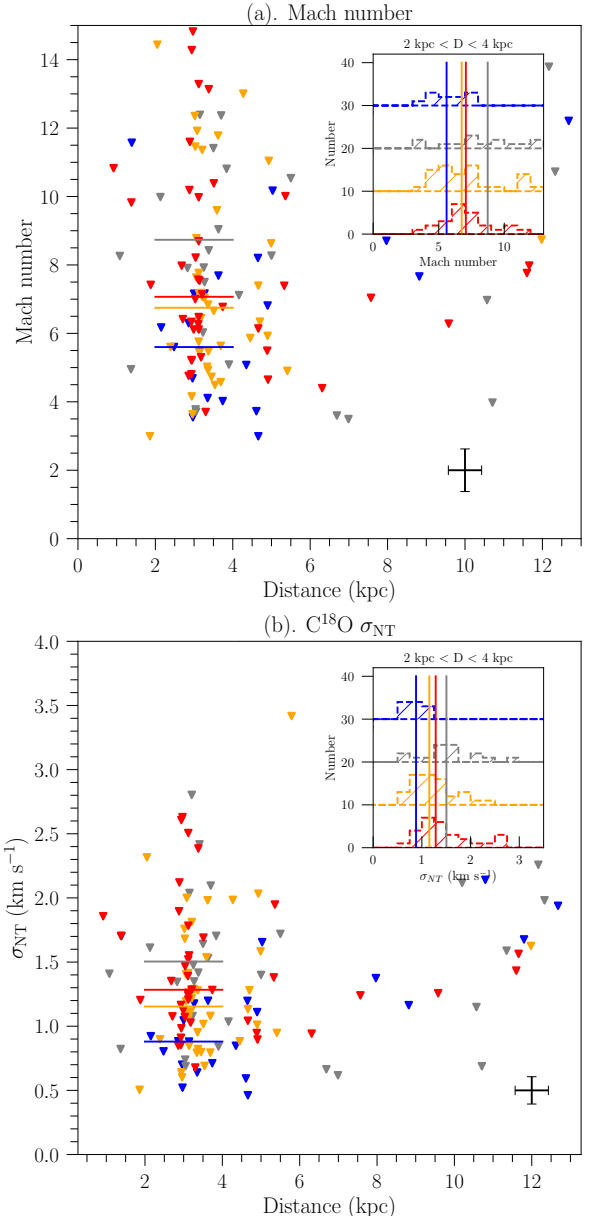 (a). Mach number
14
12
10
8
6
4
2
0
Mach number
0 2 4 6 8 10 12
Distance (kpc)
2 kpc < D < 4 kpc
40
30
20
10
0
Number
0 5 10
Mach number
(b). C¹⁸O σ_NT
4.0
3.5
3.0
2.5
2.0
1.5
1.0
0.5
0.0
σ_NT (km s⁻¹)
2 4 6 8 10 12
Distance (kpc)
2 kpc < D < 4 kpc
40
30
20
10
0
Number
0 1 2 3
σ_NT (km s⁻¹)